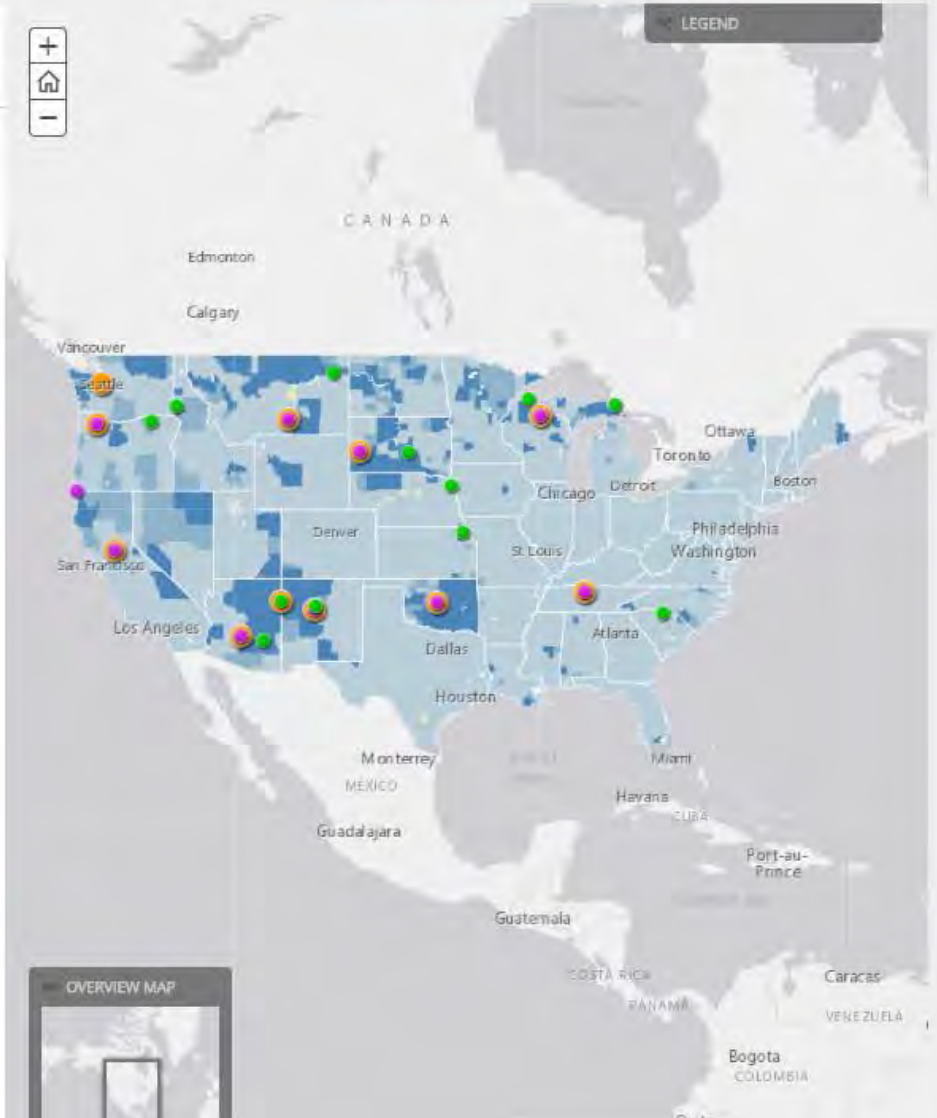 +
LEGEND
−
CANADA
Edmonton
Calgary
Vancouver
Seattle
Ottawa
Toronto
Boston
Detroit
Chicago
Philadelphia
Denver
St Louis
Washington
San Francisco
Los Angeles
Atlanta
Dallas
Houston
Monterrey
Miami
MEXICO
Havana
CUBA
Guadalajara
Port-au-
Prince
Guatemala
COSTA RICA
Caracas
OVERVIEW MAP
PANAMA
VENEZUELA
Bogota
COLOMBIA